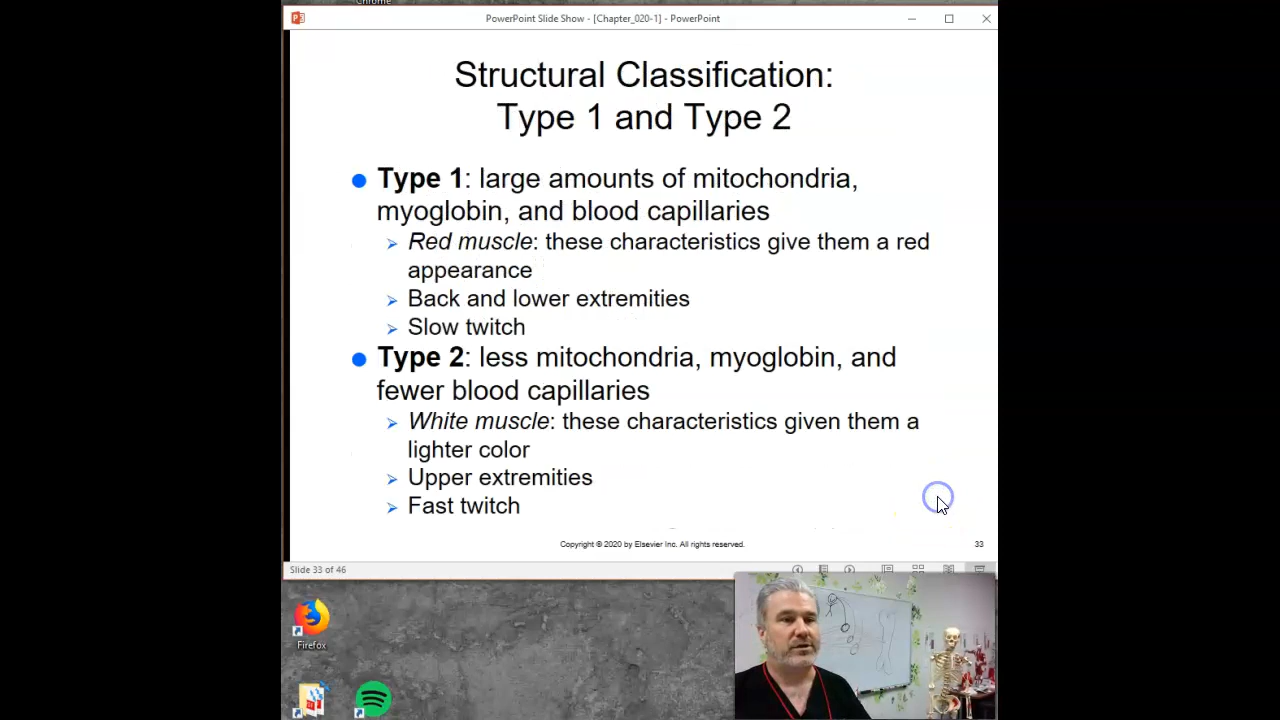 Chrome
PowerPoint Slide Show - [Chapter_020-1] - PowerPoint
Structural Classification:
Type 1 and Type 2
Type 1: large amounts of mitochondria,
myoglobin, and blood capillaries
Red muscle: these characteristics give them a red
appearance
Back and lower extremities
Slow twitch
Type 2: less mitochondria, myoglobin, and
fewer blood capillaries
White muscle: these characteristics given them a
lighter color
Upper extremities
Fast twitch
Copyright © 2020 by Elsevier Inc. All rights reserved.
33
Slide 33 of 46
Firefox